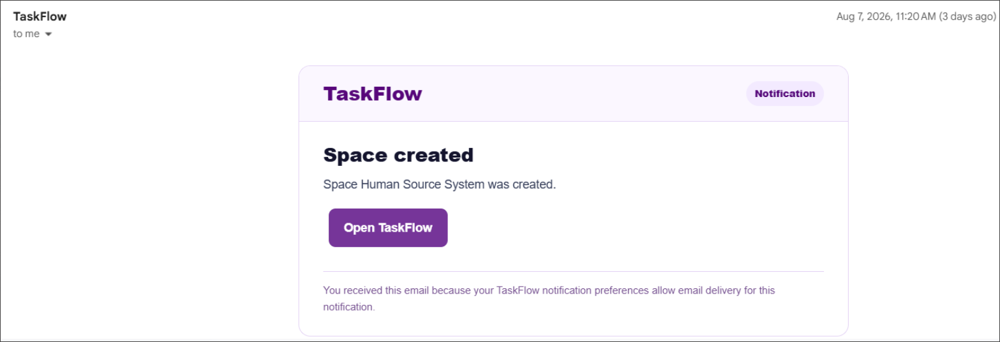 TaskFlow
Aug 7, 2026, 11:20 AM (3 days ago)
to me
TaskFlow
Notification
Space created
Space Human Source System was created.
Open TaskFlow
You received this email because your TaskFlow notification preferences allow email delivery for this
notification.